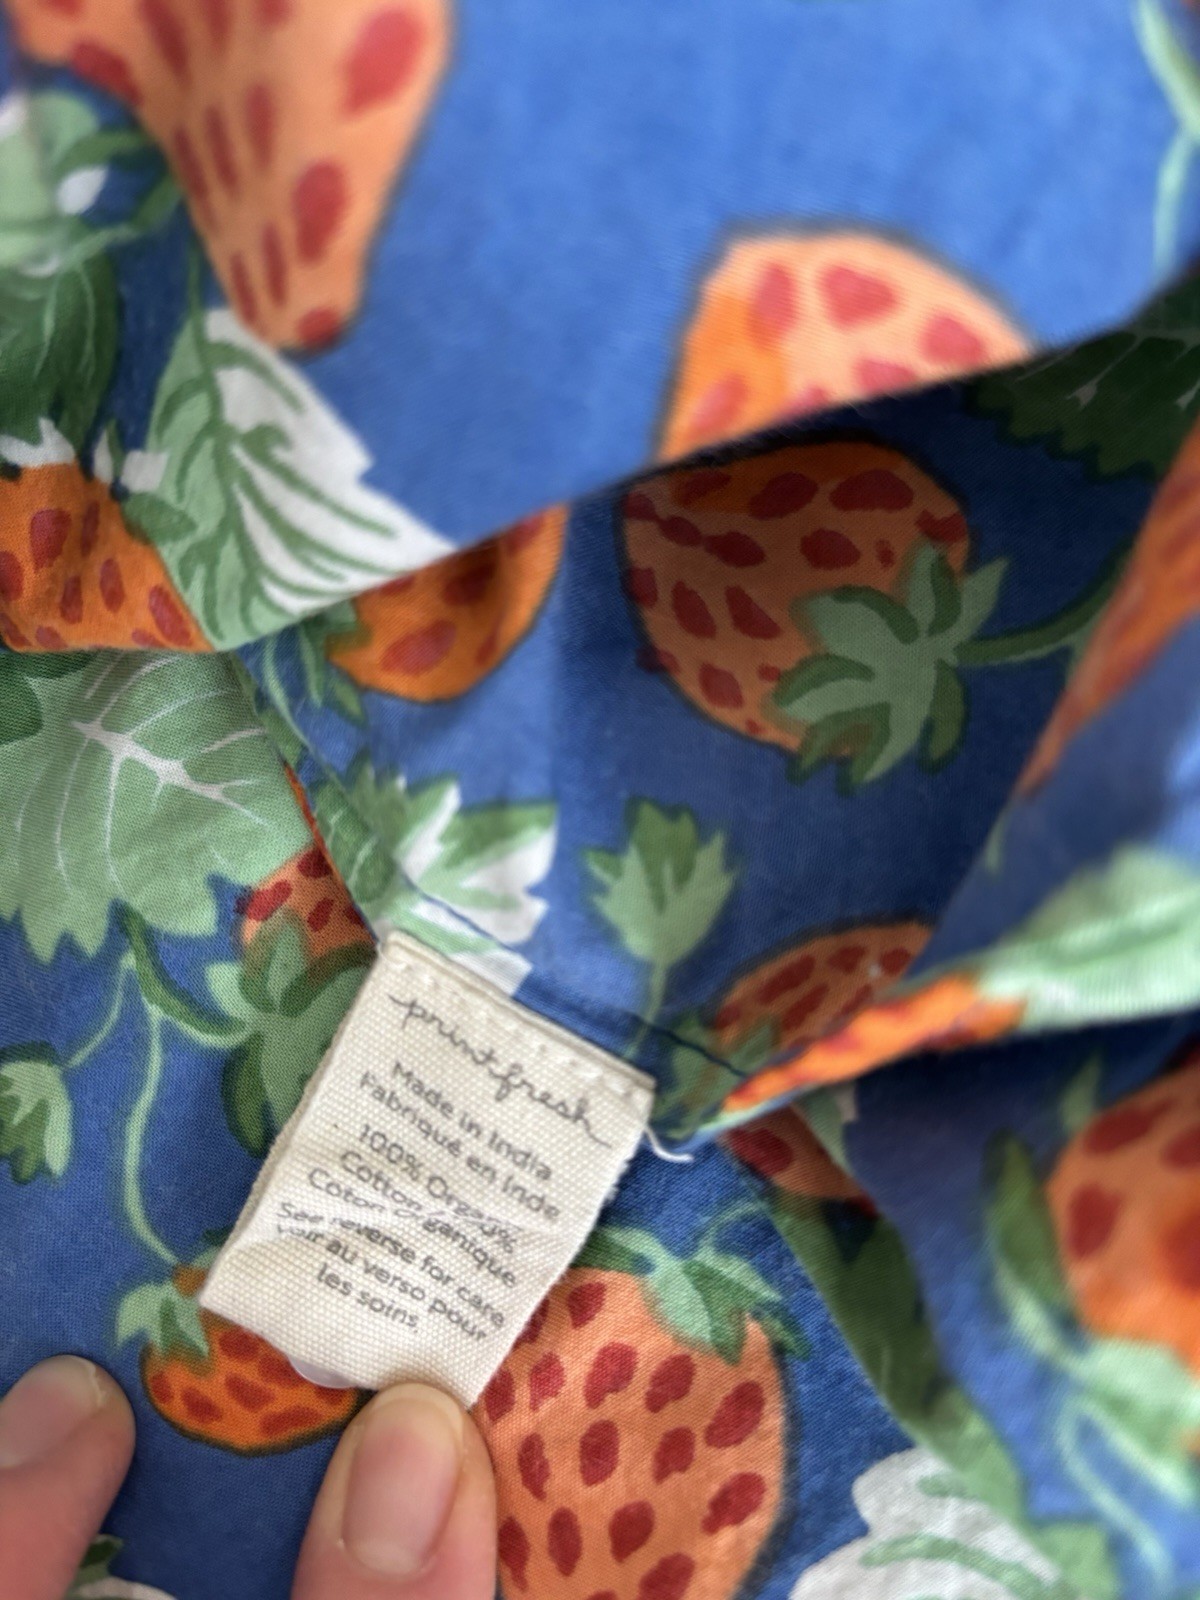 printfresh
Made in India
Fabriqué en Inde
100% Organic
Cotton 100%
Coton organique
See reverse for care
Voir au verso pour
les soins.